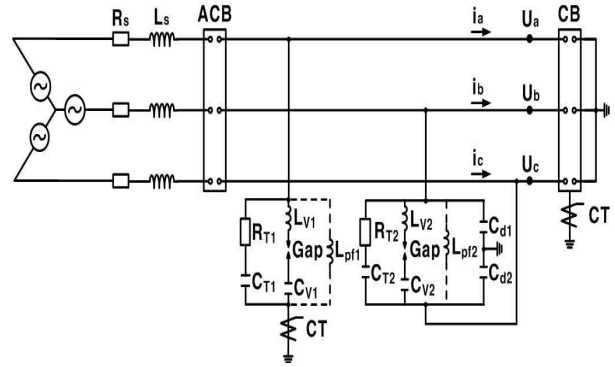 Rs Ls ACB ia Ua CB
ib Ub
ic Uc
CT
RT1 LV1 Gap Lpf1 CT1 CV1
CT
RT2 LV2 Gap Lpf2 CT2 CV2 Cd1 Cd2